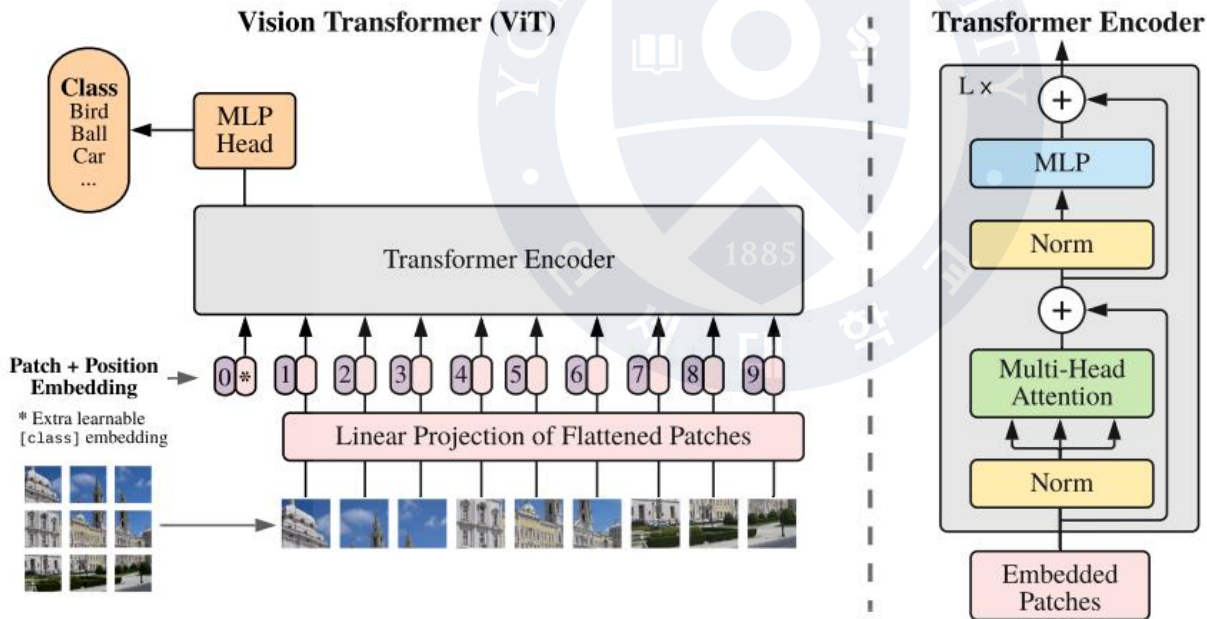 Vision Transformer (ViT)
Class
Bird
Ball
Car
...
MLP
Head
Transformer Encoder
Patch + Position
Embedding
* Extra learnable
[class] embedding
0 * 1 2 3 4 5 6 7 8 9
Linear Projection of Flattened Patches
Transformer Encoder
L ×
+
MLP
Norm
+
Multi-Head
Attention
Norm
Embedded
Patches
1885